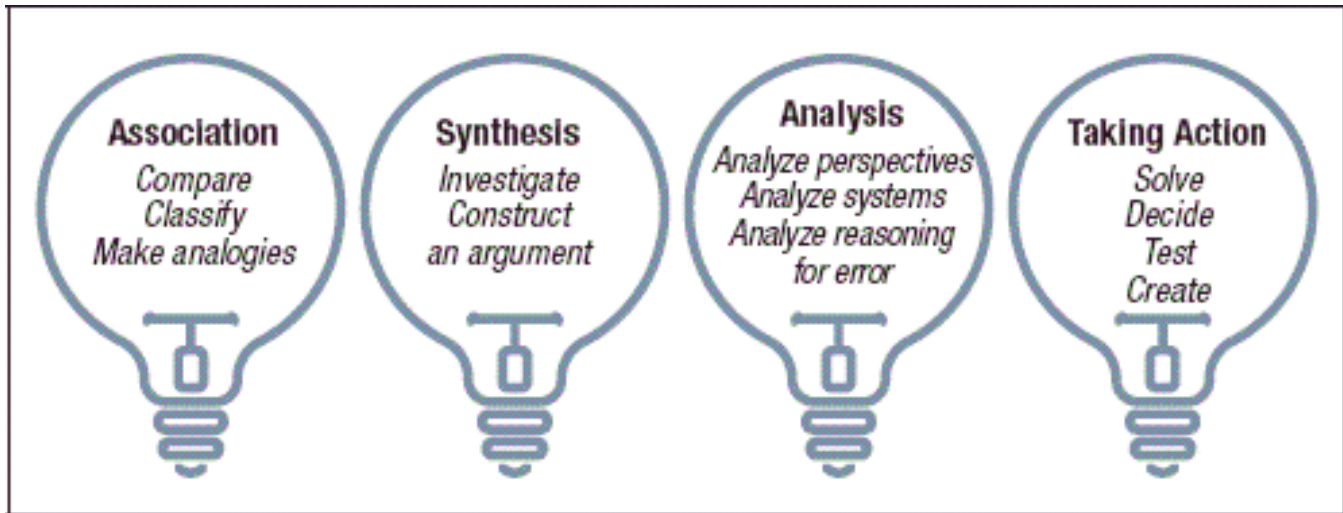 Association
Compare
Classify
Make analogies
Synthesis
Investigate
Construct
an argument
Analysis
Analyze perspectives
Analyze systems
Analyze reasoning
for error
Taking Action
Solve
Decide
Test
Create